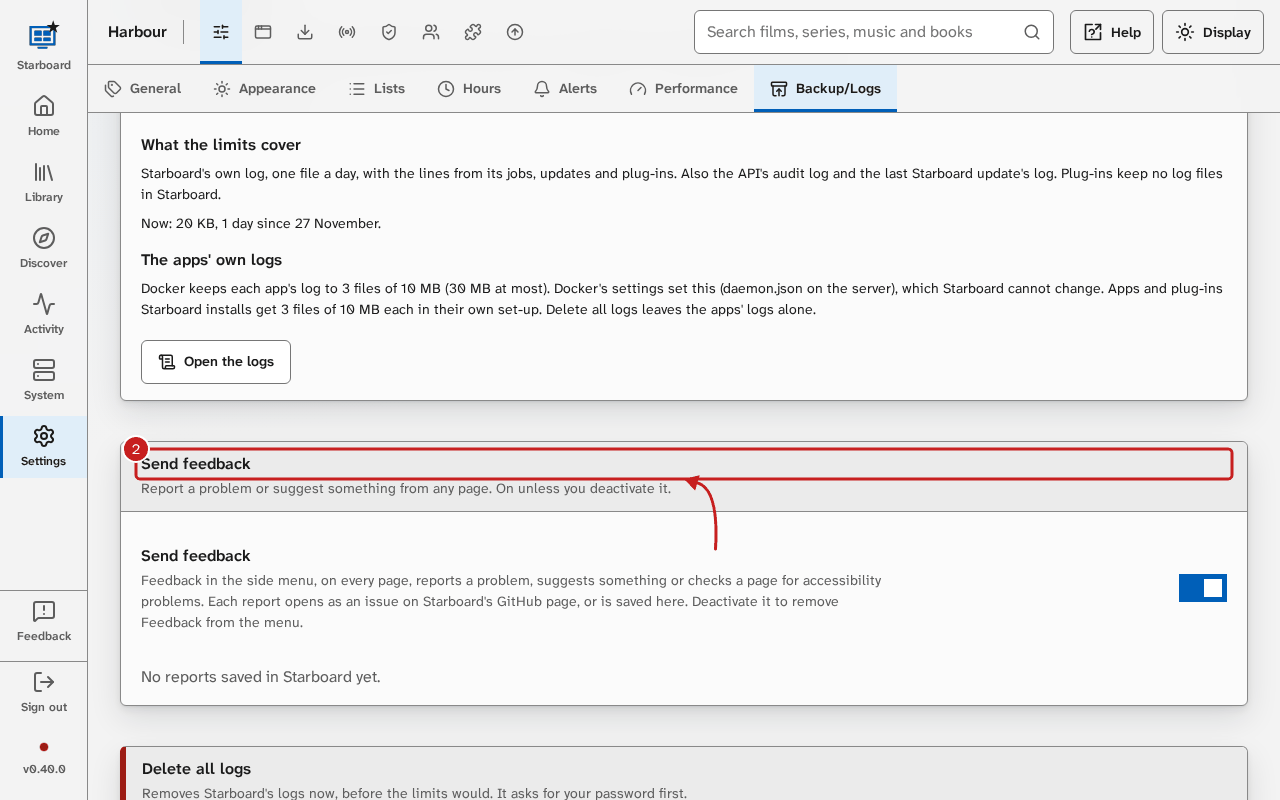 Starboard
Home
Library
Discover
Activity
System
Settings
Feedback
Sign out
v0.40.0
Harbour
Search films, series, music and books
Help
Display
General
Appearance
Lists
Hours
Alerts
Performance
Backup/Logs
What the limits cover
Starboard's own log, one file a day, with the lines from its jobs, updates and plug-ins. Also the API's audit log and the last Starboard update's log. Plug-ins keep no log files
in Starboard.
Now: 20 KB, 1 day since 27 November.
The apps' own logs
Docker keeps each app's log to 3 files of 10 MB (30 MB at most). Docker's settings set this (daemon.json on the server), which Starboard cannot change. Apps and plug-ins
Starboard installs get 3 files of 10 MB each in their own set-up. Delete all logs leaves the apps' logs alone.
Open the logs
2
Send feedback
Report a problem or suggest something from any page. On unless you deactivate it.
Send feedback
Feedback in the side menu, on every page, reports a problem, suggests something or checks a page for accessibility
problems. Each report opens as an issue on Starboard's GitHub page, or is saved here. Deactivate it to remove
Feedback from the menu.
No reports saved in Starboard yet.
Delete all logs
Removes Starboard's logs now, before the limits would. It asks for your password first.